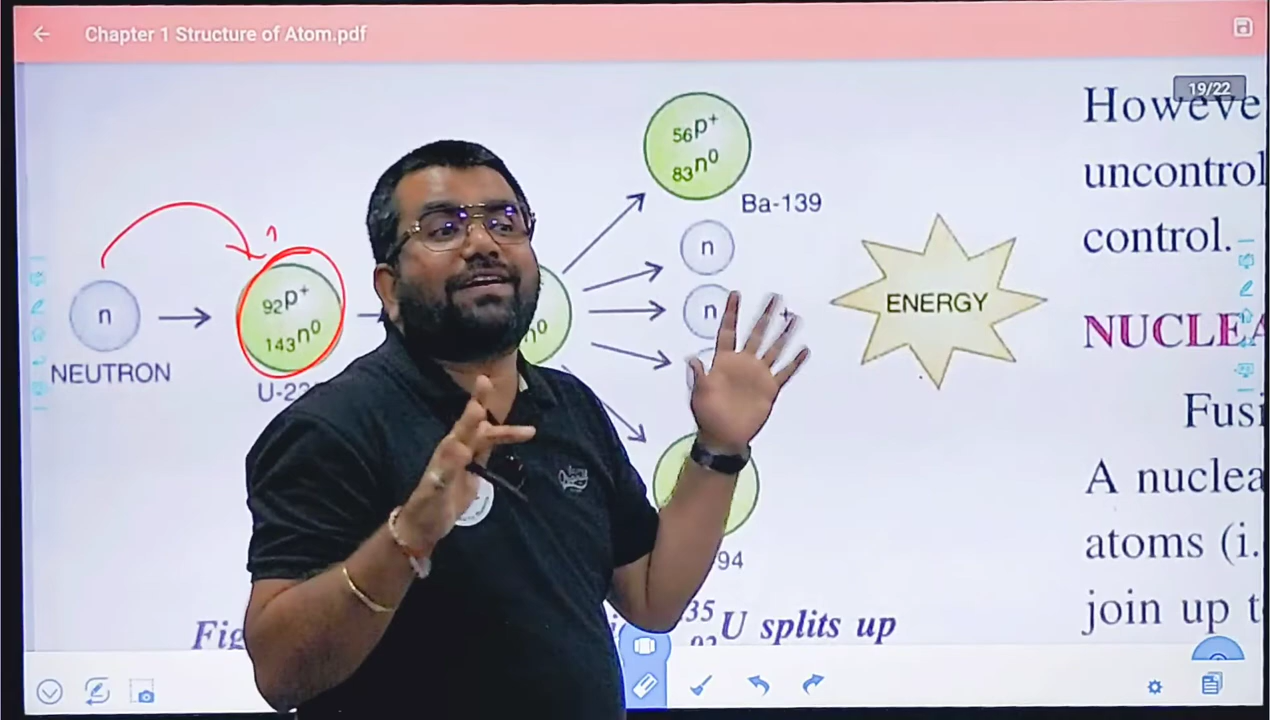 Chapter 1 Structure of Atom.pdf
19/22
56p⁺
83n⁰
Ba-139
n
NEUTRON
92p⁺
143n⁰
n⁰
n
n
ENERGY
94
U splits up
uncontrol
control.
NUCLEA
Fusi
A nuclea
atoms (i.
join up t